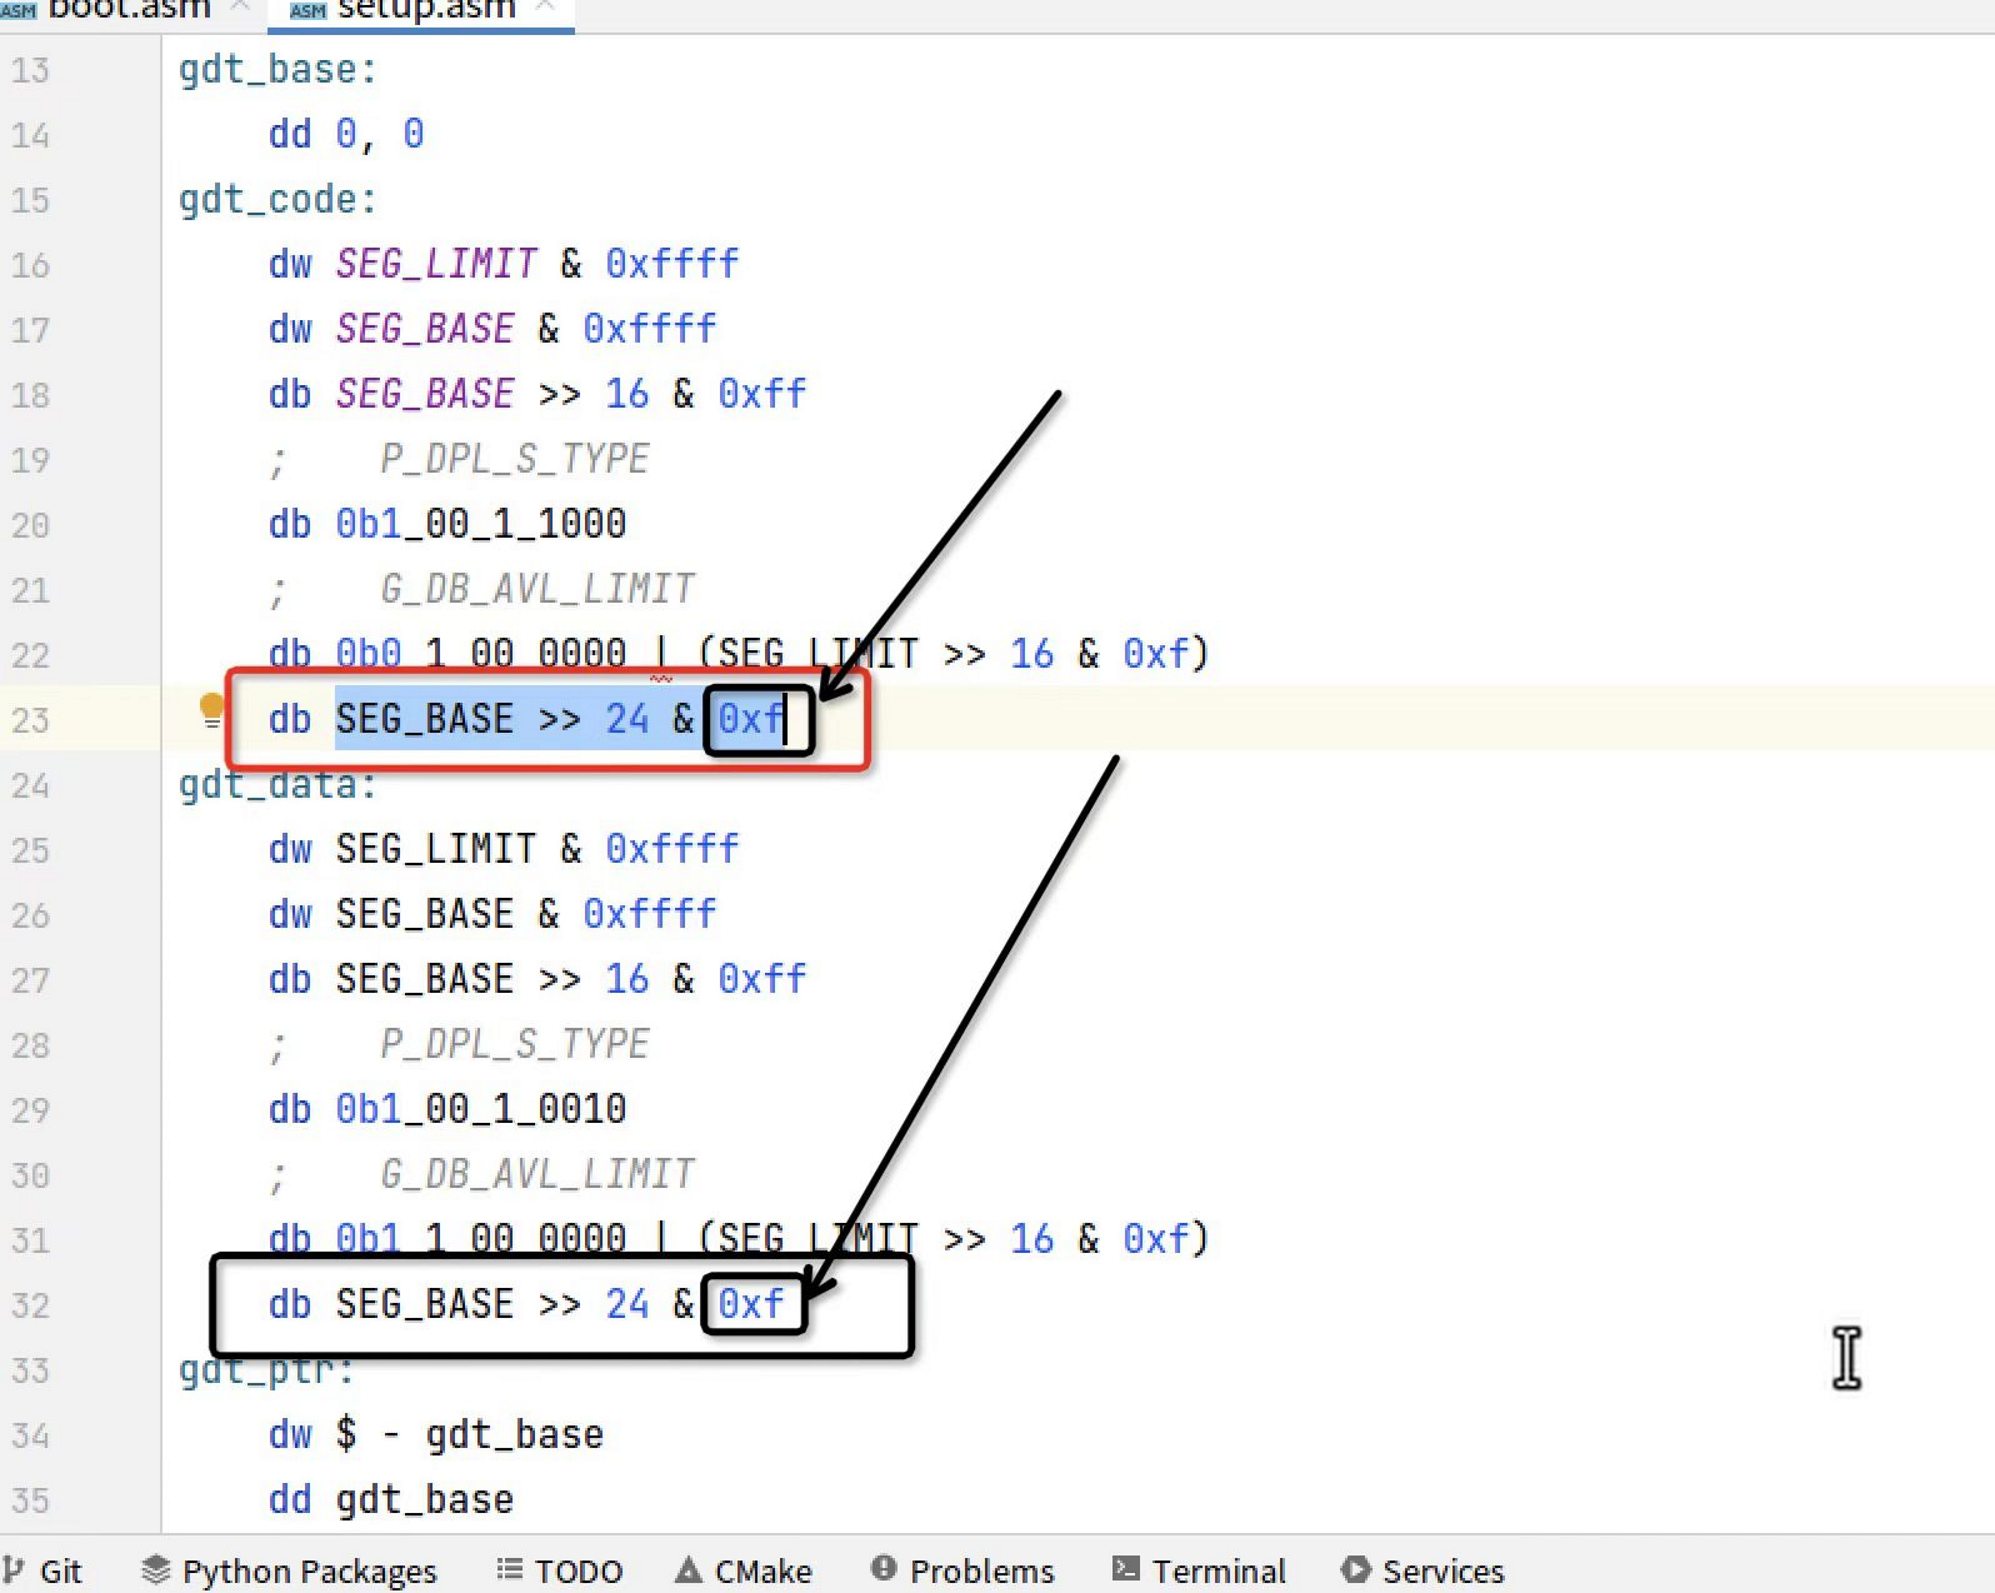 ASM boot.asm ASM setup.asm
13 gdt_base:
14 dd 0, 0
15 gdt_code:
16 dw SEG_LIMIT & 0xffff
17 dw SEG_BASE & 0xffff
18 db SEG_BASE >> 16 & 0xff
19 ; P_DPL_S_TYPE
20 db 0b1_00_1_1000
21 ; G_DB_AVL_LIMIT
22 db 0b0_1_00_0000 | (SEG_LIMIT >> 16 & 0xf)
23 db SEG_BASE >> 24 & 0xf
24 gdt_data:
25 dw SEG_LIMIT & 0xffff
26 dw SEG_BASE & 0xffff
27 db SEG_BASE >> 16 & 0xff
28 ; P_DPL_S_TYPE
29 db 0b1_00_1_0010
30 ; G_DB_AVL_LIMIT
31 db 0b1_1_00_0000 | (SEG_LIMIT >> 16 & 0xf)
32 db SEG_BASE >> 24 & 0xf
33 gdt_ptr:
34 dw $ - gdt_base
35 dd gdt_base
Git Python Packages TODO CMake Problems Terminal Services